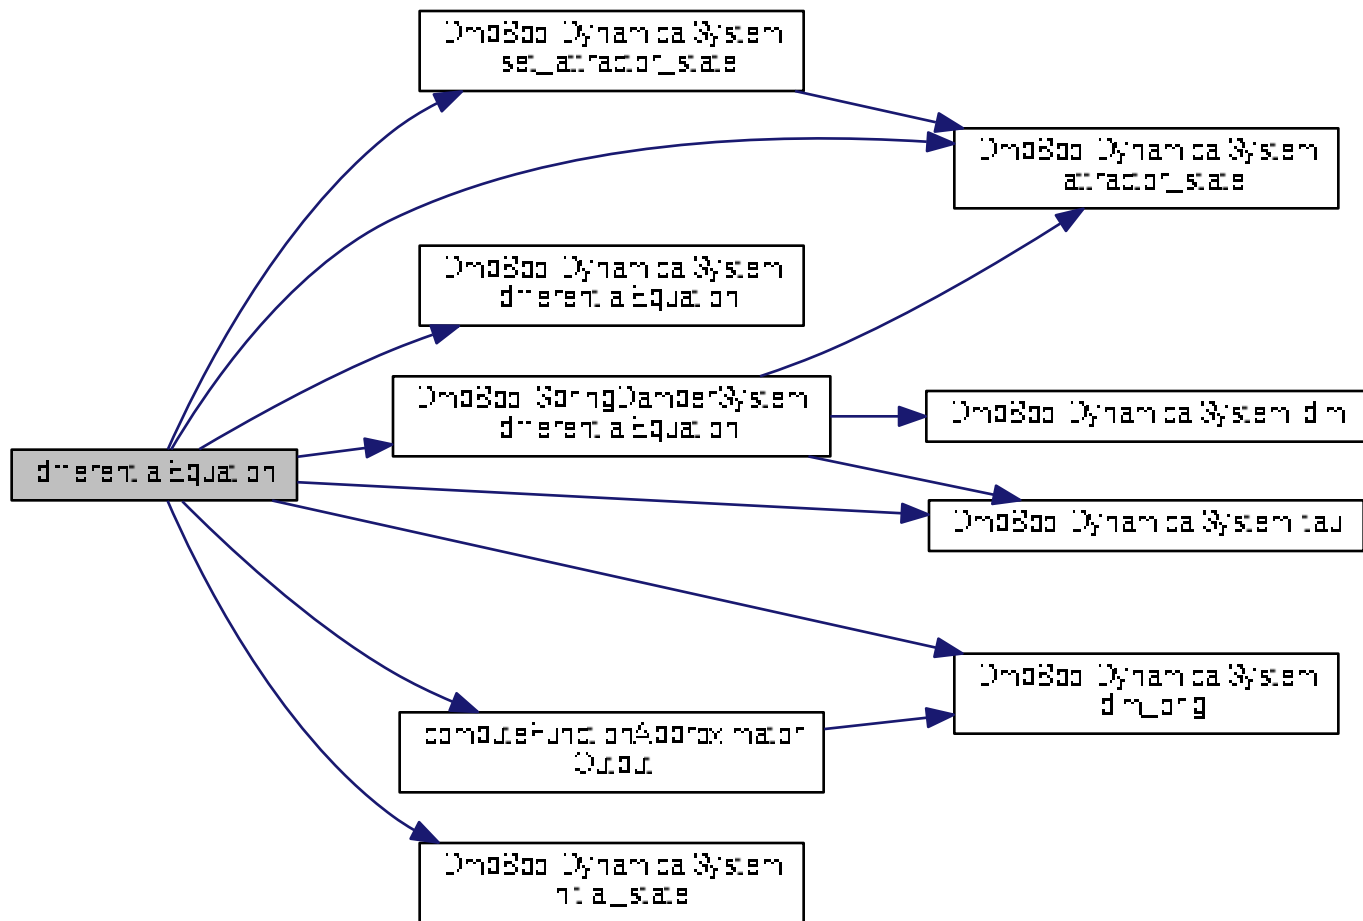 DmpBbo::DynamicalSystem
::set_attractor_state
DmpBbo::DynamicalSystem
::attractor_state
DmpBbo::DynamicalSystem
::differentialEquation
DmpBbo::SpringDamperSystem
::differentialEquation
DmpBbo::DynamicalSystem::dim
differentialEquation
DmpBbo::DynamicalSystem::tau
DmpBbo::DynamicalSystem
::dim_orig
computeFunctionApproximator
Output
DmpBbo::DynamicalSystem
::initial_state